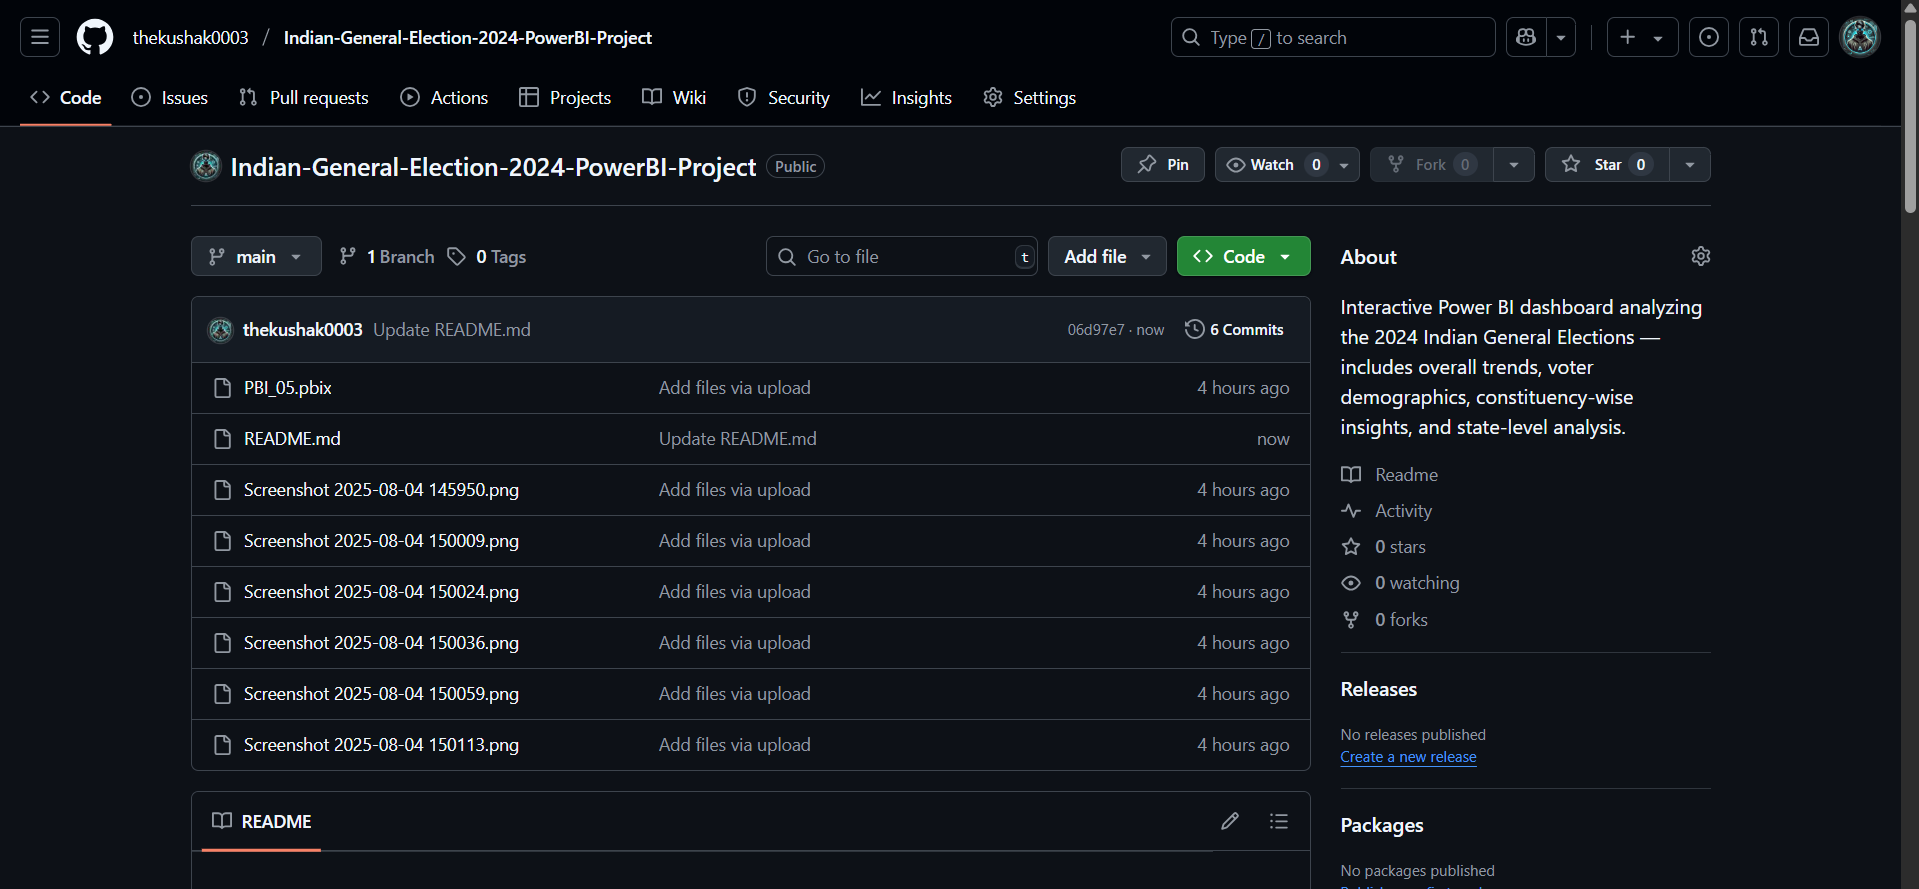 thekushak0003 / Indian-General-Election-2024-PowerBI-Project
Type / to search
Code
Issues
Pull requests
Actions
Projects
Wiki
Security
Insights
Settings
Indian-General-Election-2024-PowerBI-Project Public
Pin
Watch 0
Fork 0
Star 0
main
1 Branch
0 Tags
Go to file t
Add file
Code
thekushak0003 Update README.md 06d97e7 · now 6 Commits
PBI_05.pbix Add files via upload 4 hours ago
README.md Update README.md now
Screenshot 2025-08-04 145950.png Add files via upload 4 hours ago
Screenshot 2025-08-04 150009.png Add files via upload 4 hours ago
Screenshot 2025-08-04 150024.png Add files via upload 4 hours ago
Screenshot 2025-08-04 150036.png Add files via upload 4 hours ago
Screenshot 2025-08-04 150059.png Add files via upload 4 hours ago
Screenshot 2025-08-04 150113.png Add files via upload 4 hours ago
README
About
Interactive Power BI dashboard analyzing
the 2024 Indian General Elections —
includes overall trends, voter
demographics, constituency-wise
insights, and state-level analysis.
Readme
Activity
0 stars
0 watching
0 forks
Releases
No releases published
Create a new release
Packages
No packages published